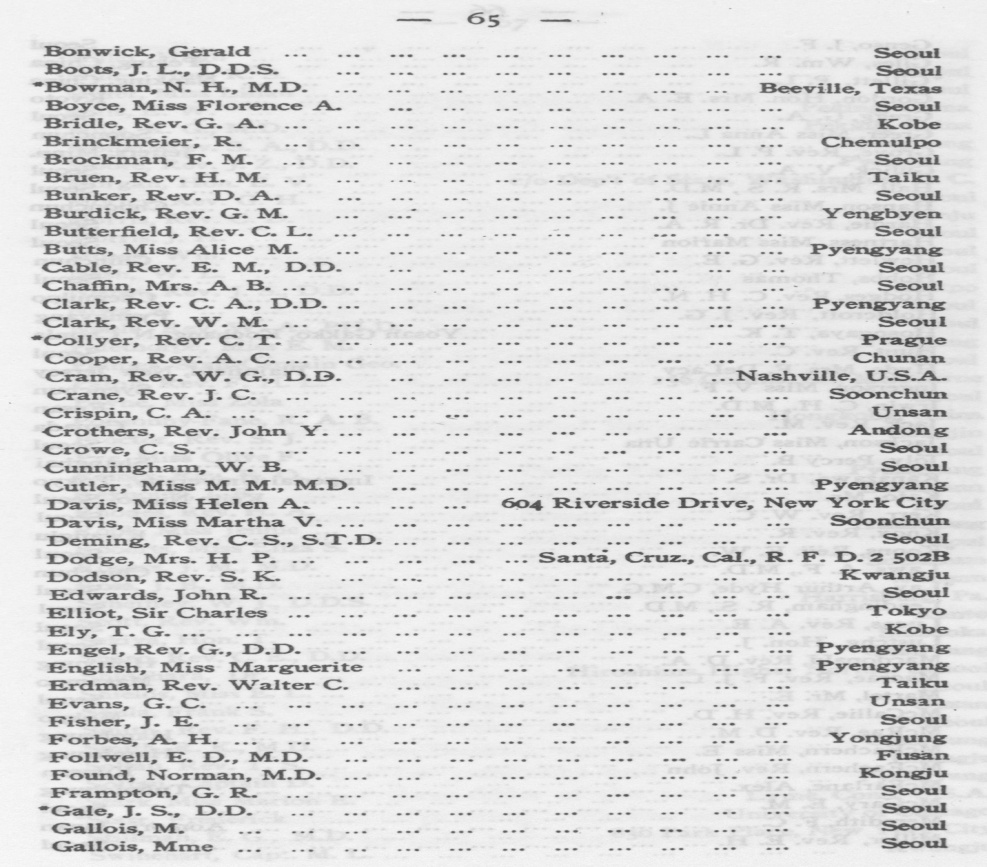 — 65 —
Bonwick, Gerald ... ... ... ... ... ... ... Seoul
Boots, J. L., D.D.S. ... ... ... ... ... ... Seoul
*Bowman, N. H., M.D. ... ... ... ... ... Beeville, Texas
Boyce, Miss Florence A. ... ... ... ... ... Seoul
Bridle, Rev. G. A. ... ... ... ... ... ... Kobe
Brinckmeier, R. ... ... ... ... ... ... ... Chemulpo
Brockman, F. M. ... ... ... ... ... ... ... Seoul
Bruen, Rev. H. M. ... ... ... ... ... ... Taiku
Bunker, Rev. D. A. ... ... ... ... ... ... Seoul
Burdick, Rev. G. M. ... ... ... ... ... ... Yengbyen
Butterfield, Rev. C. L. ... ... ... ... ... ... Seoul
Butts, Miss Alice M. ... ... ... ... ... ... Pyengyang
Cable, Rev. E. M., D.D. ... ... ... ... ... Seoul
Chaffin, Mrs. A. B. ... ... ... ... ... ... Seoul
Clark, Rev. C. A., D.D. ... ... ... ... ... Pyengyang
Clark, Rev. W. M. ... ... ... ... ... ... Seoul
*Collyer, Rev. C. T. ... ... ... ... ... ... Prague
Cooper, Rev. A. C. ... ... ... ... ... ... Chunan
Cram, Rev. W. G., D.D. ... ... ... ... ... Nashville, U.S.A.
Crane, Rev. J. C. ... ... ... ... ... ... Soonchun
Crispin, C. A. ... ... ... ... ... ... ... Unsan
Crothers, Rev. John Y ... ... ... ... ... ... Andong
Crowe, C. S. ... ... ... ... ... ... ... Seoul
Cunningham, W. B. ... ... ... ... ... ... Seoul
Cutler, Miss M. M., M.D. ... ... ... ... ... Pyengyang
Davis, Miss Helen A. ... ... ... 604 Riverside Drive, New York City
Davis, Miss Martha V. ... ... ... ... ... ... Soonchun
Deming, Rev. C. S., S.T.D. ... ... ... ... ... Seoul
Dodge, Mrs. H. P. ... ... ... ... Santa, Cruz., Cal., R. F. D. 2 502B
Dodson, Rev. S. K. ... ... ... ... ... ... Kwangju
Edwards, John R. ... ... ... ... ... ... Seoul
Elliot, Sir Charles ... ... ... ... ... ... Tokyo
Ely, T. G. ... ... ... ... ... ... ... ... Kobe
Engel, Rev. G., D.D. ... ... ... ... ... ... Pyengyang
English, Miss Marguerite ... ... ... ... ... Pyengyang
Erdman, Rev. Walter C. ... ... ... ... ... Taiku
Evans, G. C. ... ... ... ... ... ... ... Unsan
Fisher, J. E. ... ... ... ... ... ... ... Seoul
Forbes, A. H. ... ... ... ... ... ... ... Yongjung
Follwell, E. D., M.D. ... ... ... ... ... ... Fusan
Found, Norman, M.D. ... ... ... ... ... ... Kongju
Frampton, G. R. ... ... ... ... ... ... Seoul
*Gale, J. S., D.D. ... ... ... ... ... ... Seoul
Gallois, M. ... ... ... ... ... ... ... Seoul
Gallois, Mme ... ... ... ... ... ... ... Seoul